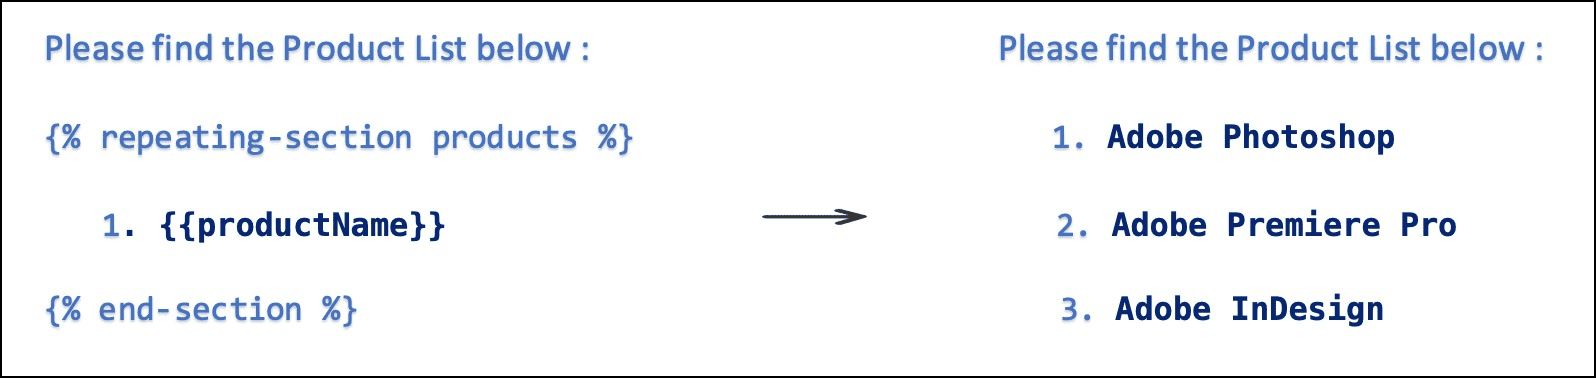 Please find the Product List below :
{% repeating-section products %}
1. {{productName}}
{% end-section %}
Please find the Product List below :
1. Adobe Photoshop
2. Adobe Premiere Pro
3. Adobe InDesign